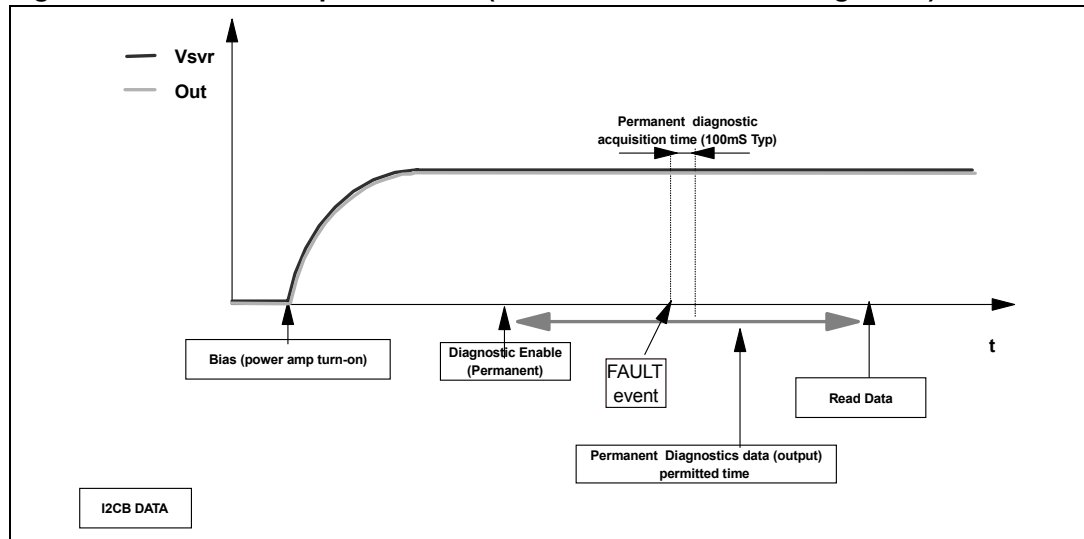 Vsvr
Out
Permanent diagnostic
acquisition time (100mS Typ)
t
Bias (power amp turn-on)
Diagnostic Enable
(Permanent)
FAULT
event
Read Data
Permanent Diagnostics data (output)
permitted time
I2CB DATA